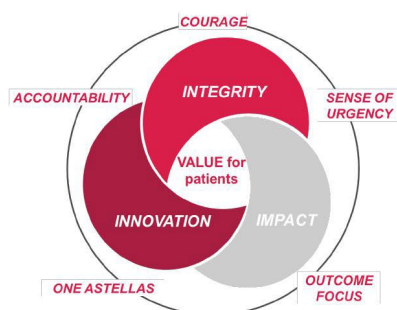 COURAGE
INTEGRITY
ACCOUNTABILITY
SENSE OF
URGENCY
VALUE for
patients
INNOVATION
IMPACT
ONE ASTELLAS
OUTCOME
FOCUS